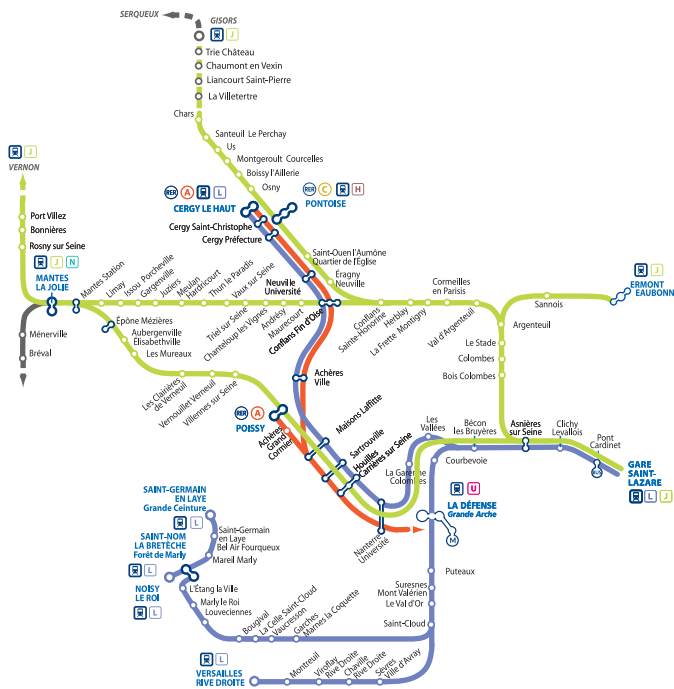 SERQUEUX
GISORS
J
Trie Château
Chaumont en Vexin
Liancourt Saint-Pierre
La Villetertre
Chars
Santeuil Le Perchay
Us
Montgeroult Courcelles
Boissy l'Aillerie
Osny
J
VERNON
RER A L
CERGY LE HAUT
RER C H
PONTOISE
Cergy Saint-Christophe
Cergy Préfecture
Port Villez
Bonnières
Rosny sur Seine
J N
MANTES
LA JOLIE
Ménerville
Bréval
Mantes Station
Limay
Issou Porcheville
Gargenville
Juziers
Meulan
Hardricourt
Thun le Paradis
Vaux sur Seine
Triel sur Seine
Chanteloup les Vignes
Andrésy
Maurecourt
Neuville
Université
Conflans Fin d'Oise
Saint-Ouen l'Aumône
Quartier de l'Église
Éragny
Neuville
Conflans
Sainte-Honorine
Herblay
La Frette Montigny
Cormeilles
en Parisis
Val d'Argenteuil
Argenteuil
Sannois
J
ERMONT
EAUBONNE
Le Stade
Colombes
Bois Colombes
Épône Mézières
Aubergenville
Élisabethville
Les Mureaux
Les Clairières
de Verneuil
Vernouillet Verneuil
Villennes sur Seine
RER A
POISSY
Achères
Grand
Cormier
Achères
Ville
Maisons Laffitte
Sartrouville
Houilles
Carrières sur Seine
La Garenne
Colombes
Les
Vallées
Bécon
les Bruyères
Courbevoie
Asnières
sur Seine
Clichy
Levallois
Pont
Cardinet
BUS
GARE
SAINT-
LAZARE
L J
Nanterre
Université
U
LA DÉFENSE
Grande Arche
M
Puteaux
Suresnes
Mont Valérien
Le Val d'Or
Saint-Cloud
SAINT-GERMAIN
EN LAYE
Grande Ceinture
L
Saint-Germain
en Laye
Bel Air Fourqueux
Mareil Marly
SAINT-NOM
LA BRETÈCHE
Forêt de Marly
L
NOISY
LE ROI
L
L'Étang la Ville
Marly le Roi
Louveciennes
Bougival
La Celle Saint-Cloud
Vaucresson
Garches
Marnes la Coquette
L
VERSAILLES
RIVE DROITE
Montreuil
Viroflay
Rive Droite
Chaville
Rive Droite
Sèvres
Ville d'Avray